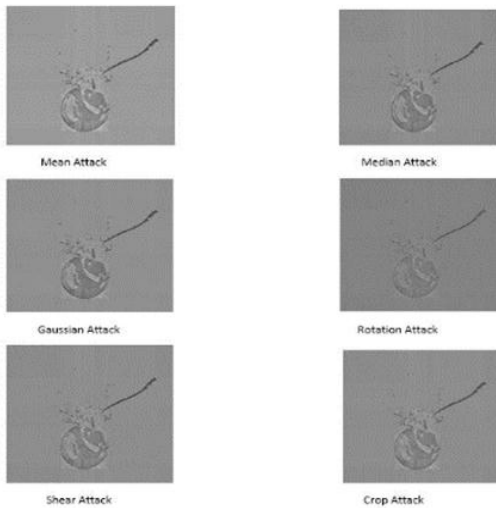 Mean Attack
Median Attack
Gaussian Attack
Rotation Attack
Shear Attack
Crop Attack